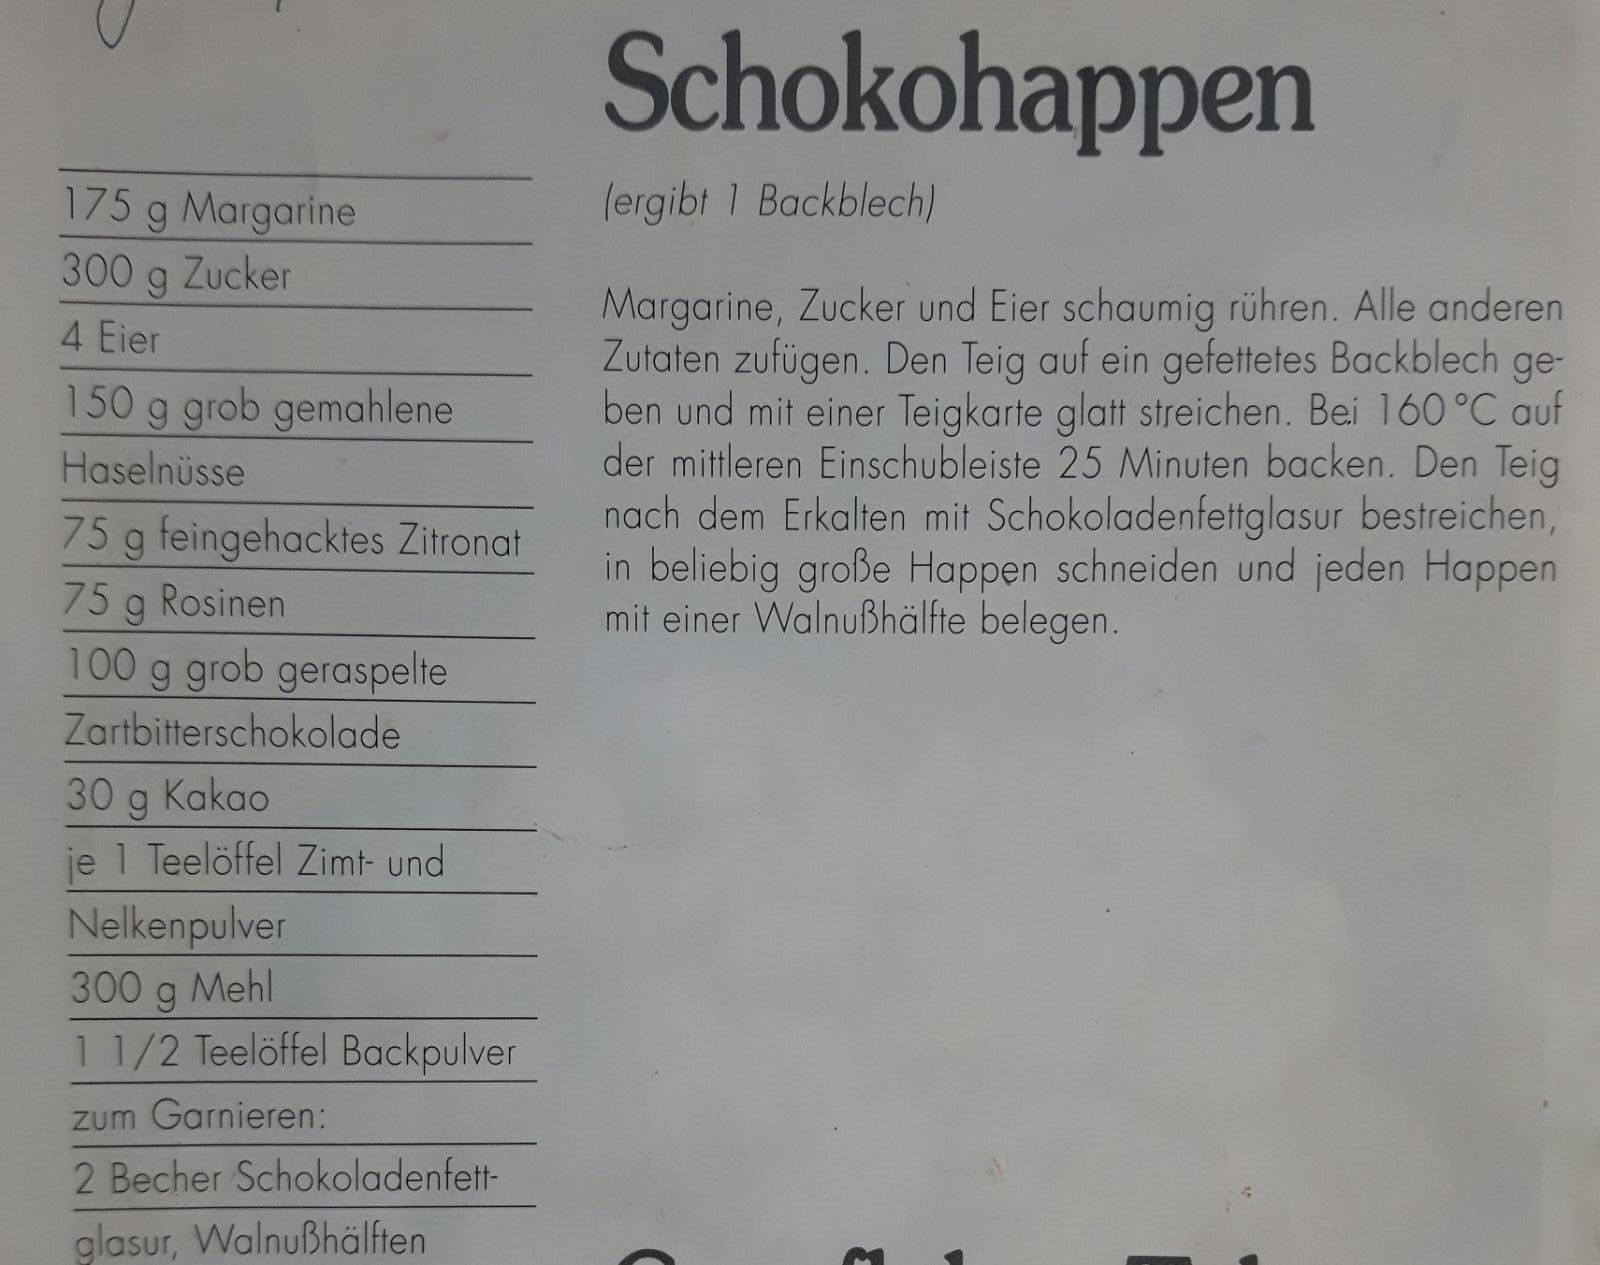 Schokohappen
(ergibt 1 Backblech)
175 g Margarine
300 g Zucker
4 Eier
150 g grob gemahlene
Haselnüsse
75 g feingehacktes Zitronat
75 g Rosinen
100 g grob geraspelte
Zartbitterschokolade
30 g Kakao
je 1 Teelöffel Zimt- und
Nelkenpulver
300 g Mehl
1 1/2 Teelöffel Backpulver
zum Garnieren:
2 Becher Schokoladenfett-
glasur, Walnußhälften
Margarine, Zucker und Eier schaumig rühren. Alle anderen
Zutaten zufügen. Den Teig auf ein gefettetes Backblech ge-
ben und mit einer Teigkarte glatt streichen. Bei 160 °C auf
der mittleren Einschubleiste 25 Minuten backen. Den Teig
nach dem Erkalten mit Schokoladenfettglasur bestreichen,
in beliebig große Happen schneiden und jeden Happen
mit einer Walnußhälfte belegen.